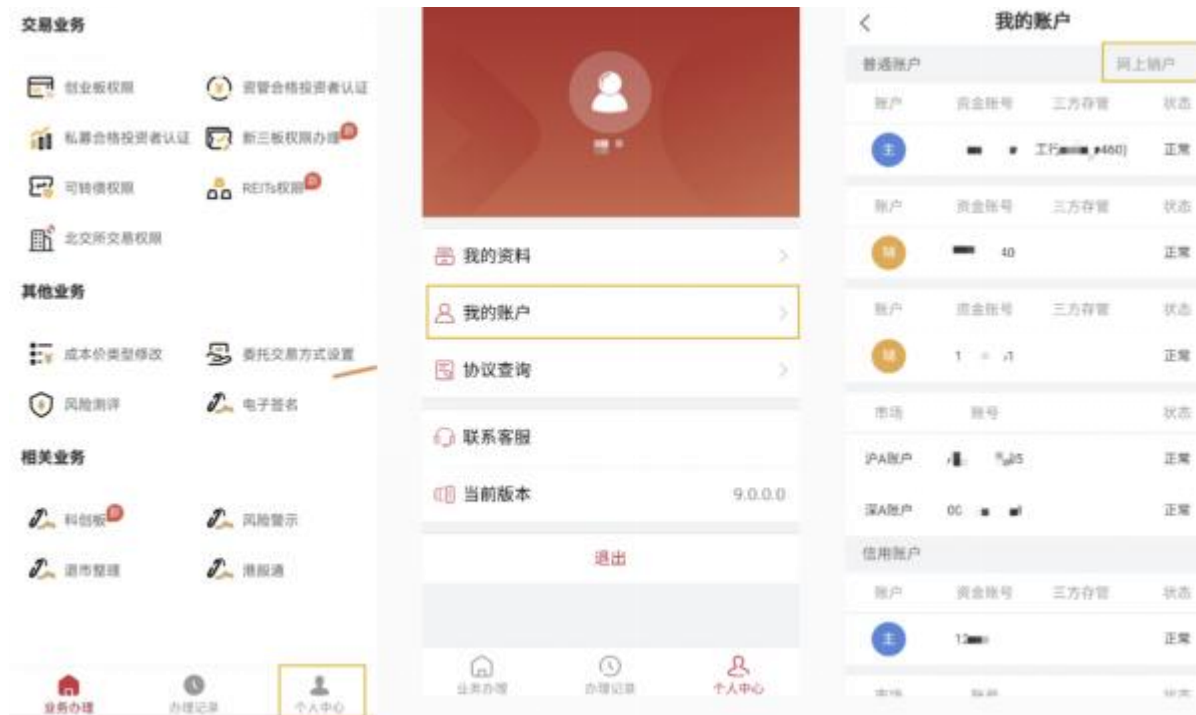 交易业务
创业板权限
资管合格投资者认证
私募合格投资者认证
新三板权限办理
可转债权限
REITs权限
北交所交易权限
其他业务
成本价类型修改
委托交易方式设置
风险测评
电子签名
相关业务
科创板
风险警示
退市整理
港股通
业务办理
办理记录
个人中心
我的资料
我的账户
协议查询
联系客服
当前版本 9.0.0.0
退出
业务办理
办理记录
个人中心
我的账户
普通账户 网上销户
账户 资金账号 三方存管 状态
主 460) 正常
账户 资金账号 三方存管 状态
辅 40 正常
账户 资金账号 三方存管 状态
辅 1 正常
市场 账号 状态
沪A账户 正常
深A账户 正常
信用账户
账户 资金账号 三方存管 状态
主 正常